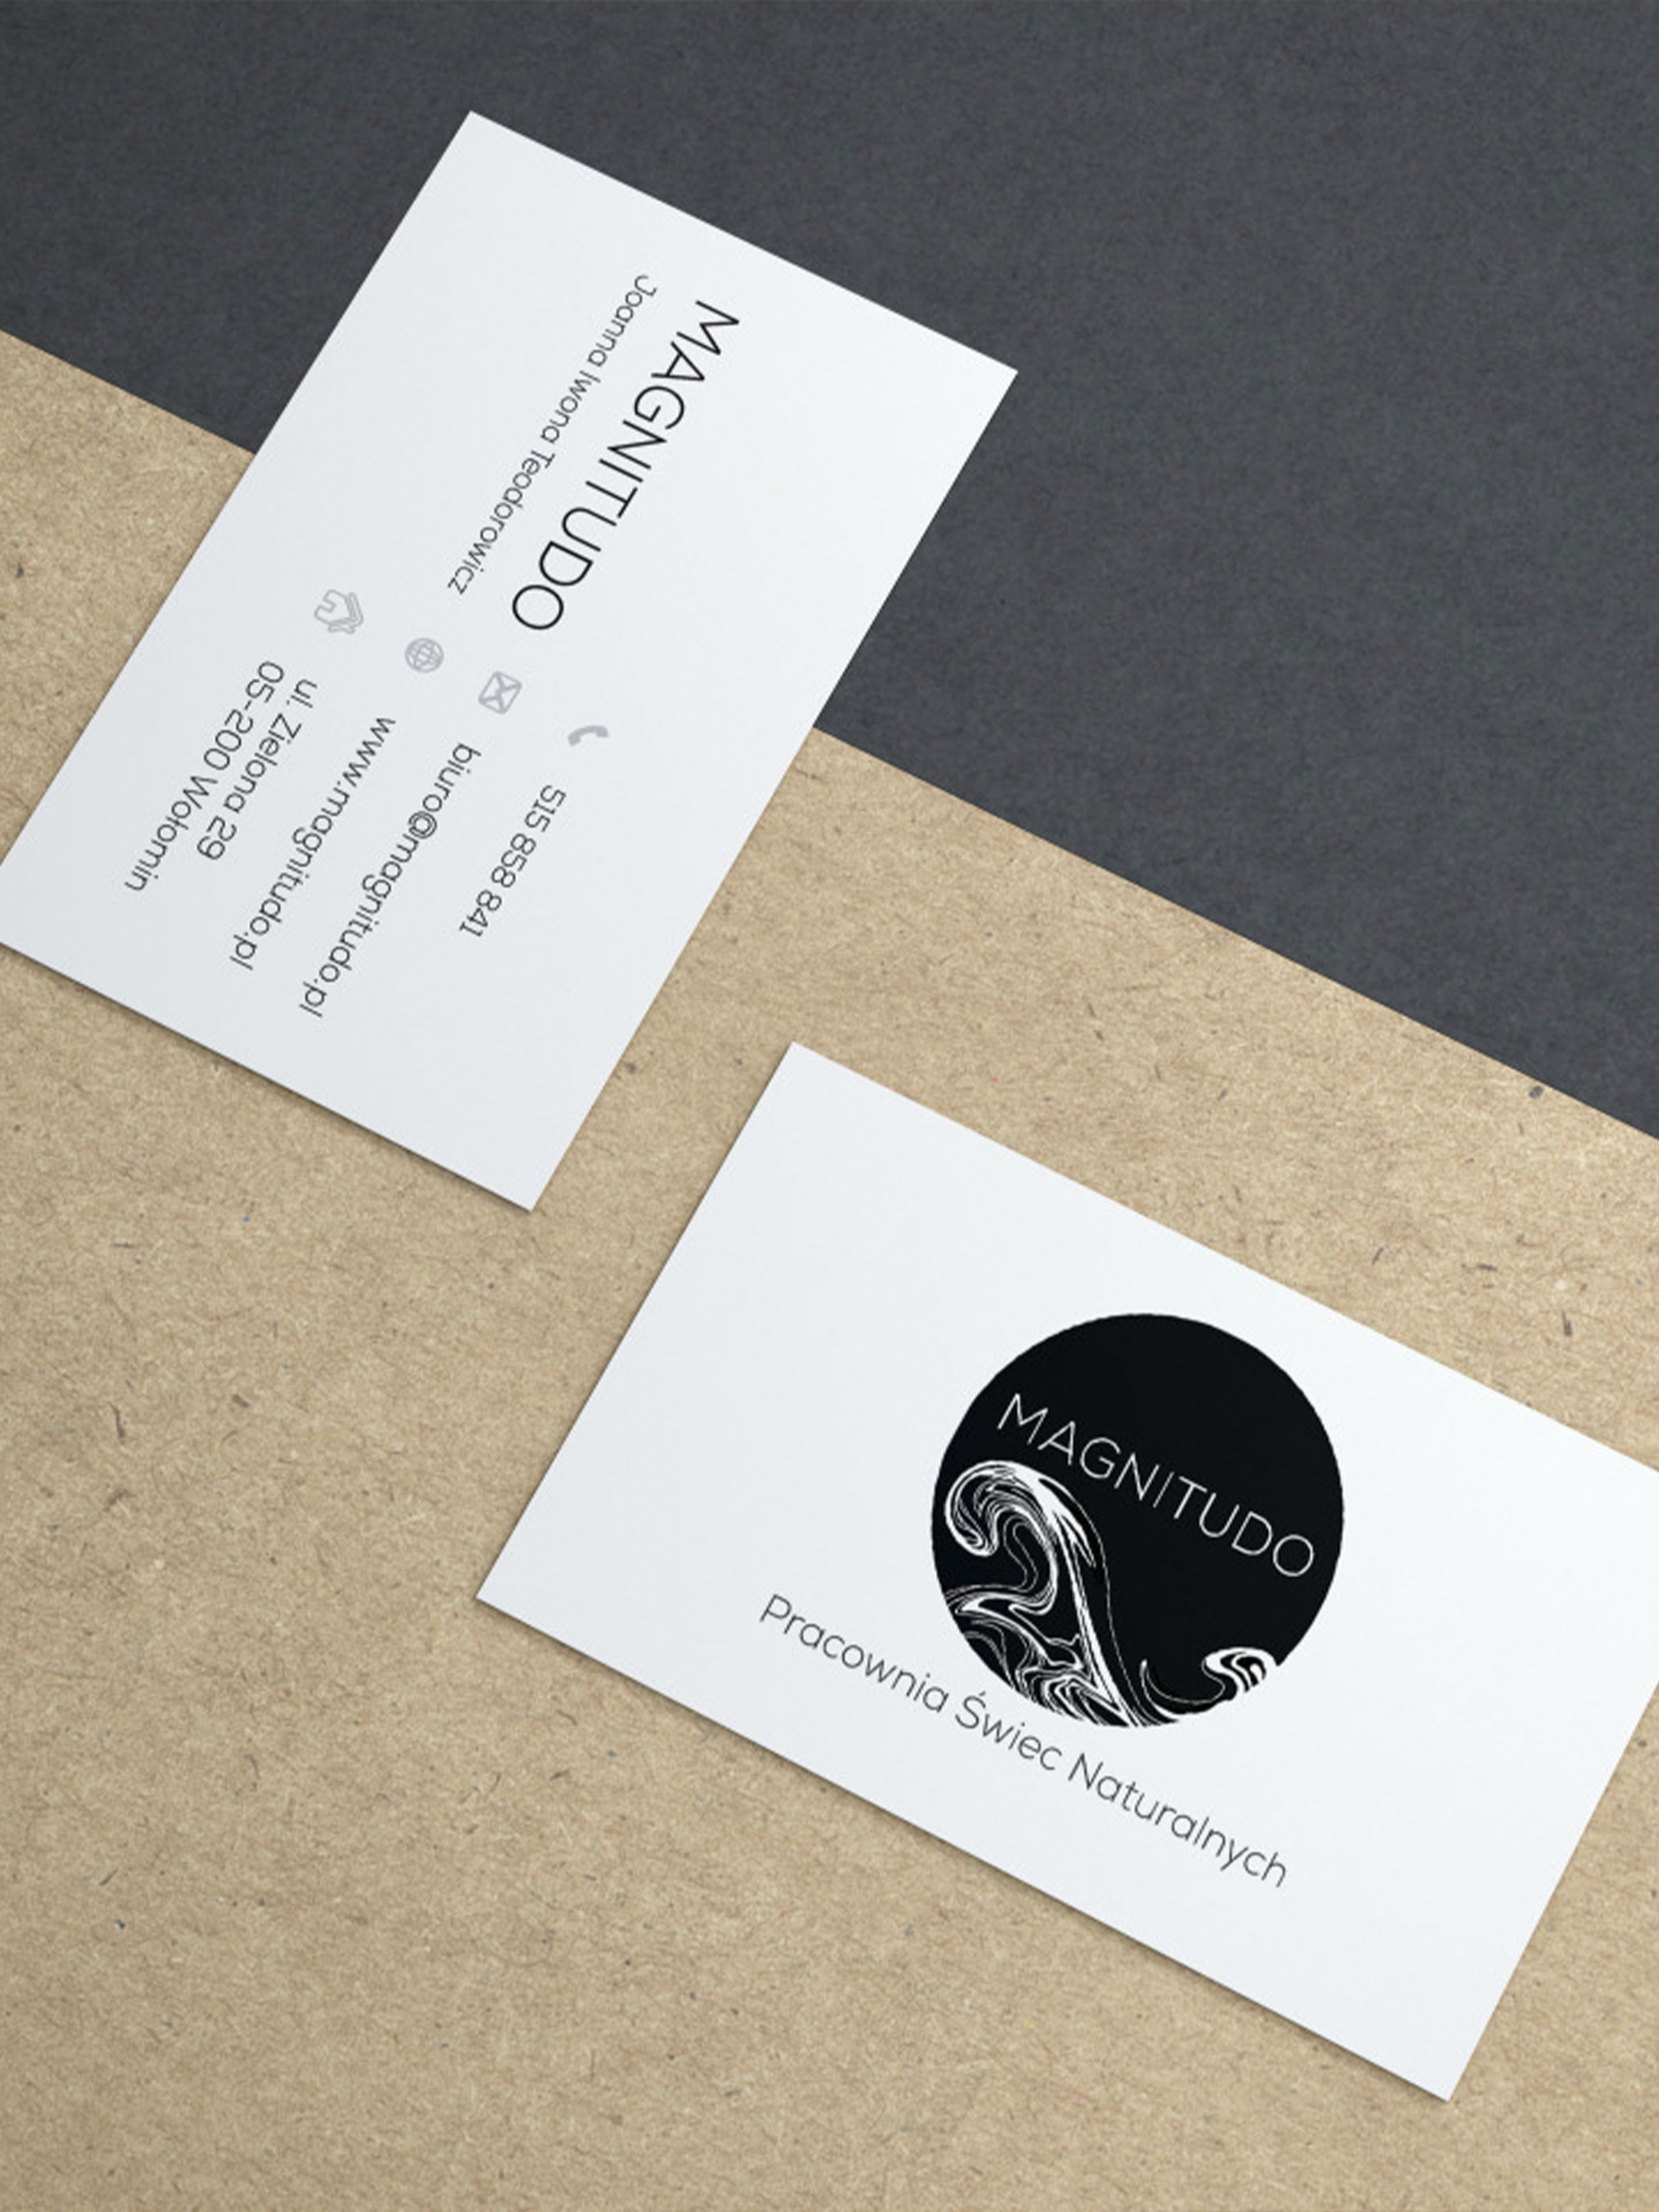 MAGNITUDO
Joanna Iwona Teodorowicz
515 858 841
biuro@magnitudo.pl
www.magnitudo.pl
ul. Zielona 29
05-200 Wołomin
MAGNITUDO
Pracownia Świec Naturalnych